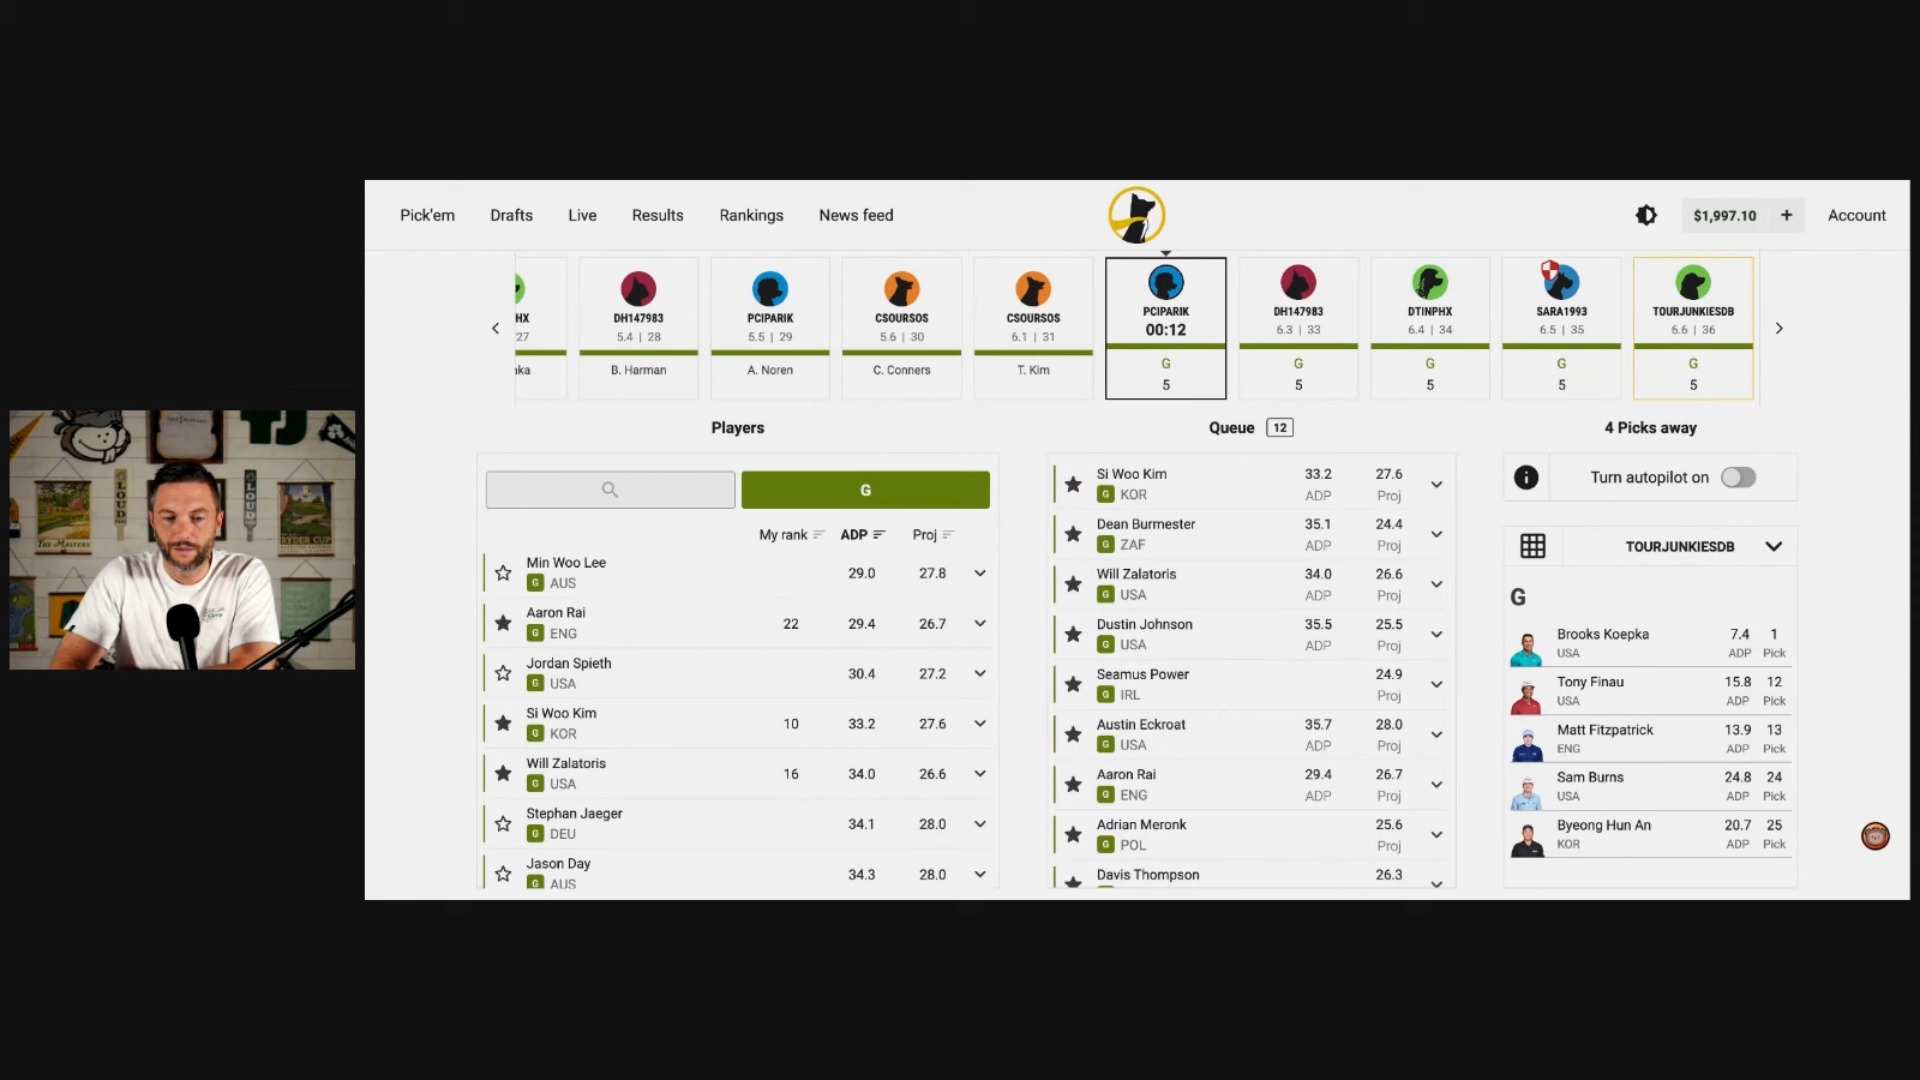 Pick'em Drafts Live Results Rankings News feed $1,997.10 + Account
HX
27
ıka
DH147983
5.4 | 28
B. Harman
PCIPARIK
5.5 | 29
A. Noren
CSOURSOS
5.6 | 30
C. Conners
CSOURSOS
6.1 | 31
T. Kim
PCIPARIK
00:12
G
5
DH147983
6.3 | 33
G
5
DTINPHX
6.4 | 34
G
5
SARA1993
6.5 | 35
G
5
TOURJUNKIESDB
6.6 | 36
G
5
Players
G
My rank ADP Proj
Min Woo Lee
G AUS
29.0 27.8
Aaron Rai
G ENG
22 29.4 26.7
Jordan Spieth
G USA
30.4 27.2
Si Woo Kim
G KOR
10 33.2 27.6
Will Zalatoris
G USA
16 34.0 26.6
Stephan Jaeger
G DEU
34.1 28.0
Jason Day
G AUS
34.3 28.0
Queue 12
Si Woo Kim 33.2 27.6
G KOR ADP Proj
Dean Burmester 35.1 24.4
G ZAF ADP Proj
Will Zalatoris 34.0 26.6
G USA ADP Proj
Dustin Johnson 35.5 25.5
G USA ADP Proj
Seamus Power 24.9
G IRL Proj
Austin Eckroat 35.7 28.0
G USA ADP Proj
Aaron Rai 29.4 26.7
G ENG ADP Proj
Adrian Meronk 25.6
G POL Proj
Davis Thompson 26.3
4 Picks away
Turn autopilot on
TOURJUNKIESDB
G
Brooks Koepka 7.4 1
USA ADP Pick
Tony Finau 15.8 12
USA ADP Pick
Matt Fitzpatrick 13.9 13
ENG ADP Pick
Sam Burns 24.8 24
USA ADP Pick
Byeong Hun An 20.7 25
KOR ADP Pick
THE MASTERS
LOUD
TJ
LOUD
RYDER CUP